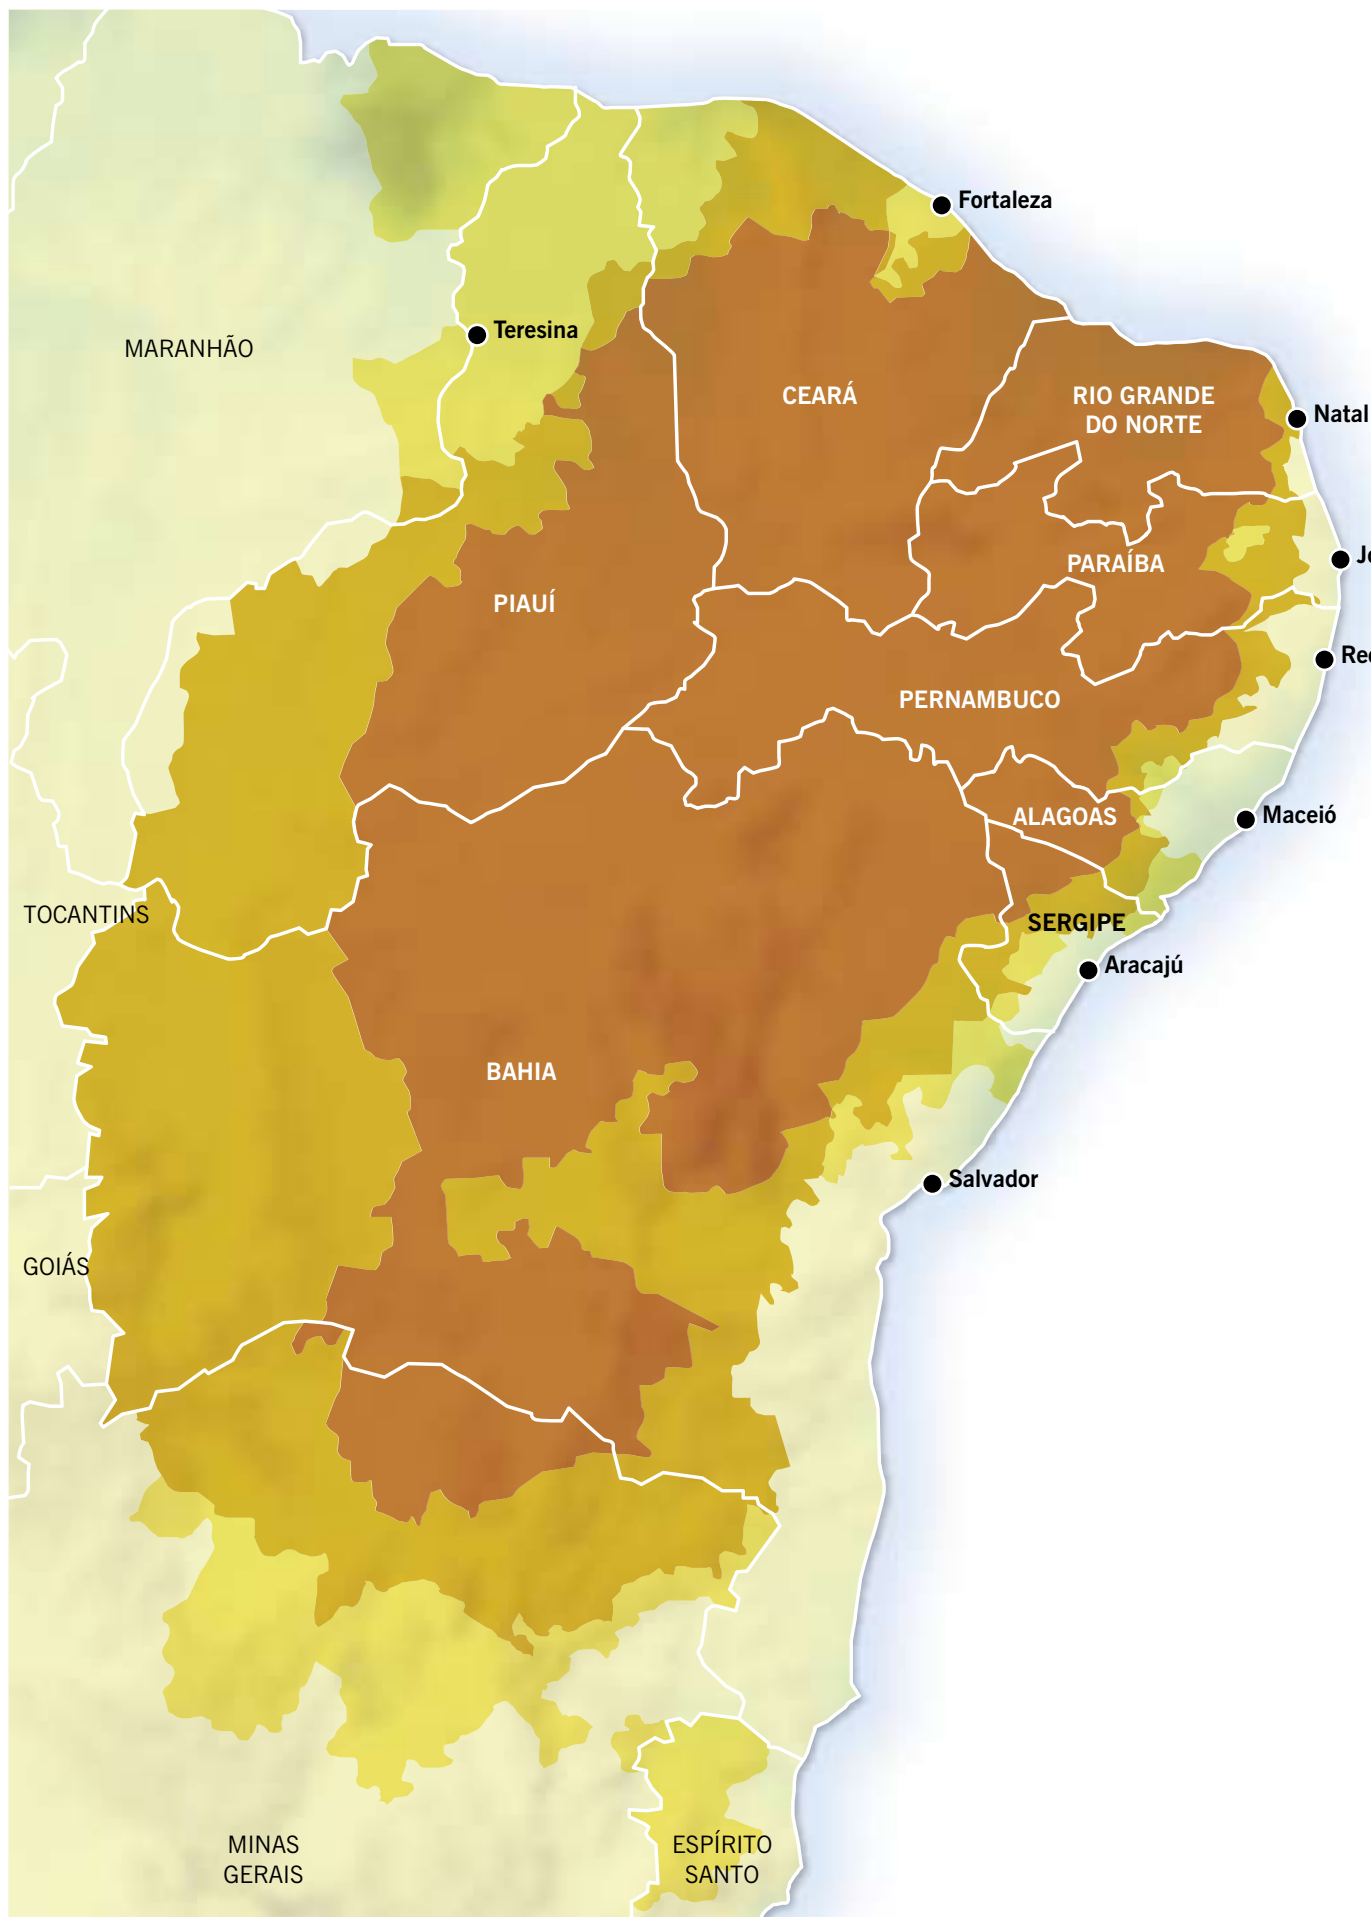 Fortaleza
Teresina
MARANHÃO
CEARÁ
RIO GRANDE
DO NORTE
Natal
PARAÍBA
PIAUÍ
PERNAMBUCO
ALAGOAS
Maceió
TOCANTINS
SERGIPE
Aracajú
BAHIA
Salvador
GOIÁS
MINAS
GERAIS
ESPÍRITO
SANTO